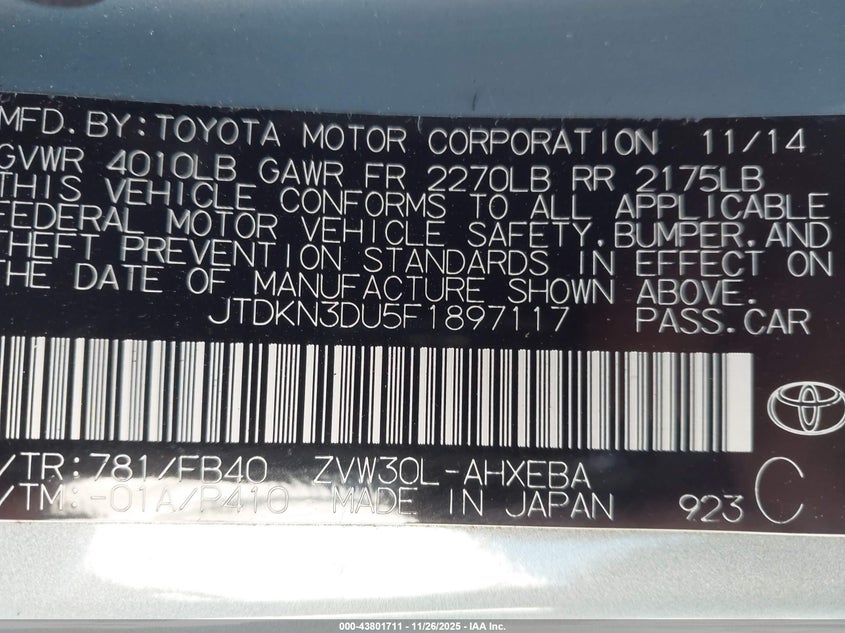 MFD. BY: TOYOTA MOTOR CORPORATION 11/14
GVWR 4010LB GAWR FR 2270LB RR 2175LB
THIS VEHICLE CONFORMS TO ALL APPLICABLE
FEDERAL MOTOR VEHICLE SAFETY, BUMPER, AND
THEFT PREVENTION STANDARDS IN EFFECT ON
THE DATE OF MANUFACTURE SHOWN ABOVE.
JTDKN3DU5F1897117 PASS.CAR
/TR: 781/FB40 ZVW30L-AHXEBA C
/TM: -01A/P410 MADE IN JAPAN 923
000-43801711 - 11/26/2025 - IAA Inc.